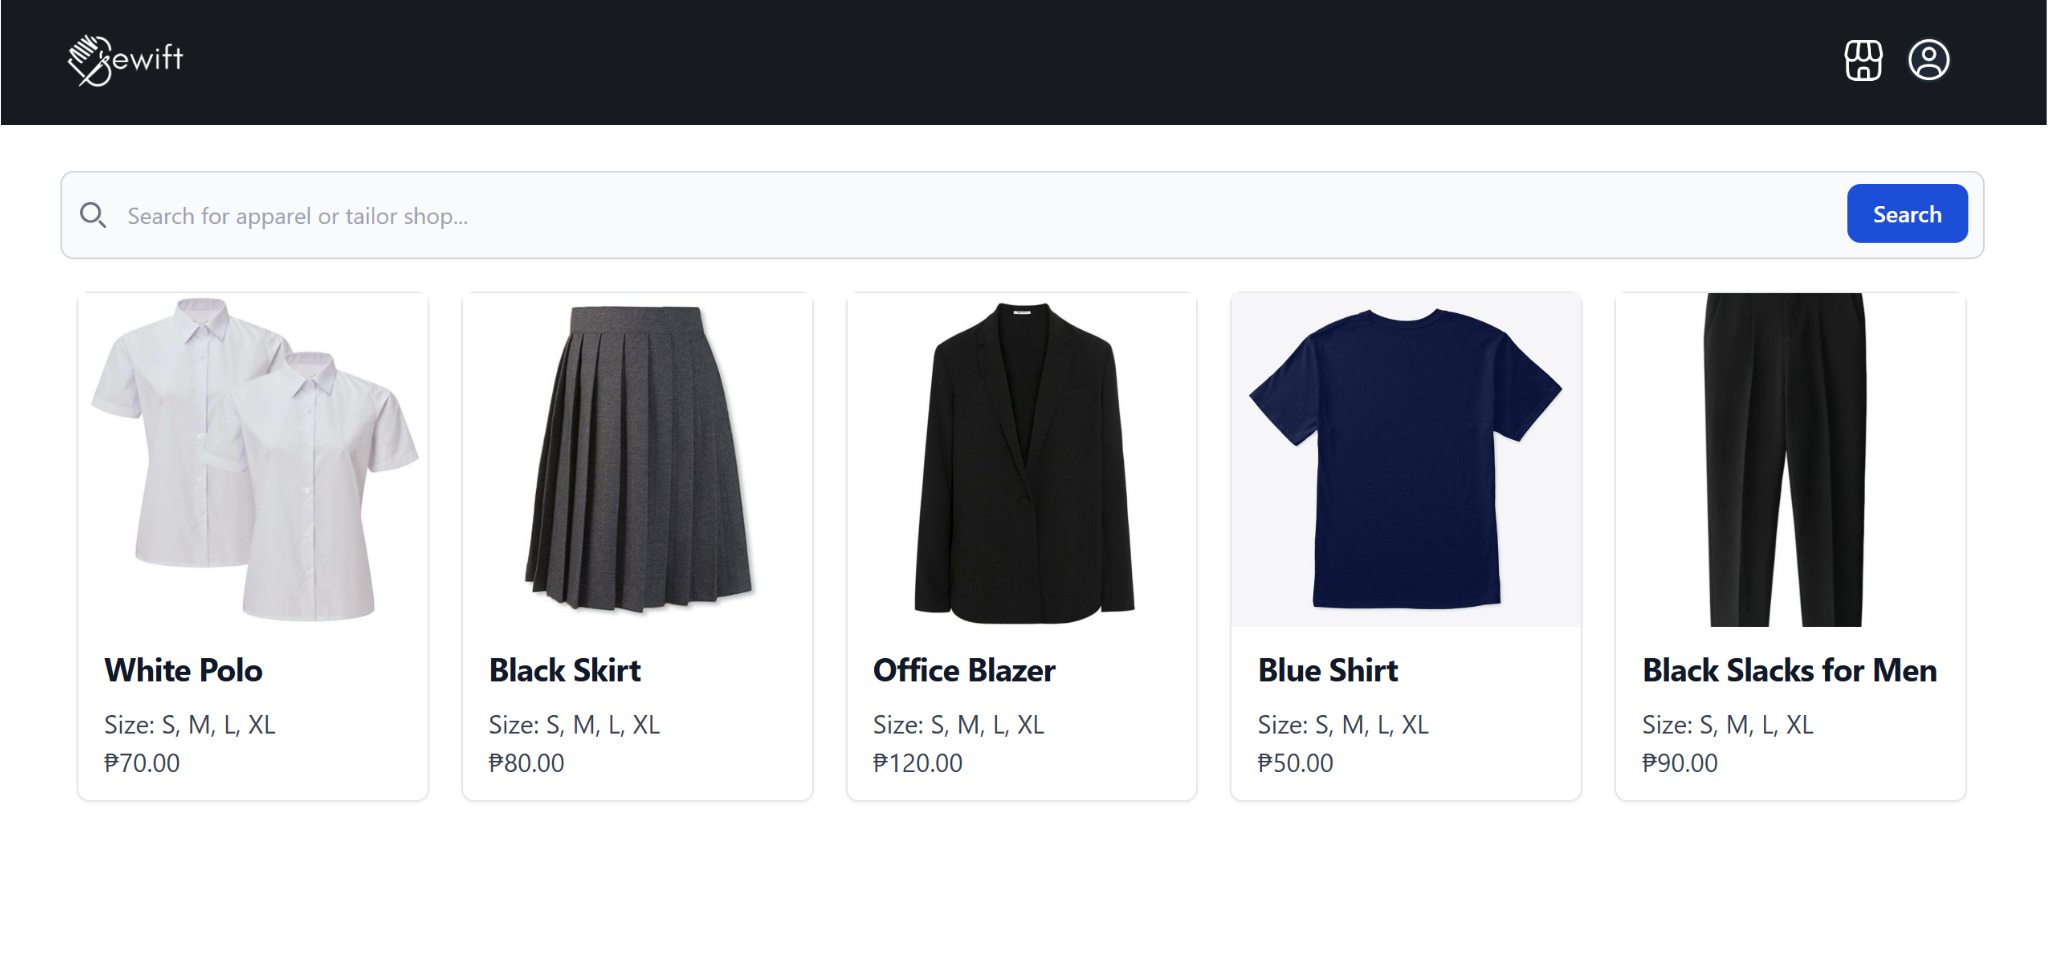 Sewift
Search for apparel or tailor shop...
Search
White Polo
Size: S, M, L, XL
₱70.00
Black Skirt
Size: S, M, L, XL
₱80.00
Office Blazer
Size: S, M, L, XL
₱120.00
Blue Shirt
Size: S, M, L, XL
₱50.00
Black Slacks for Men
Size: S, M, L, XL
₱90.00